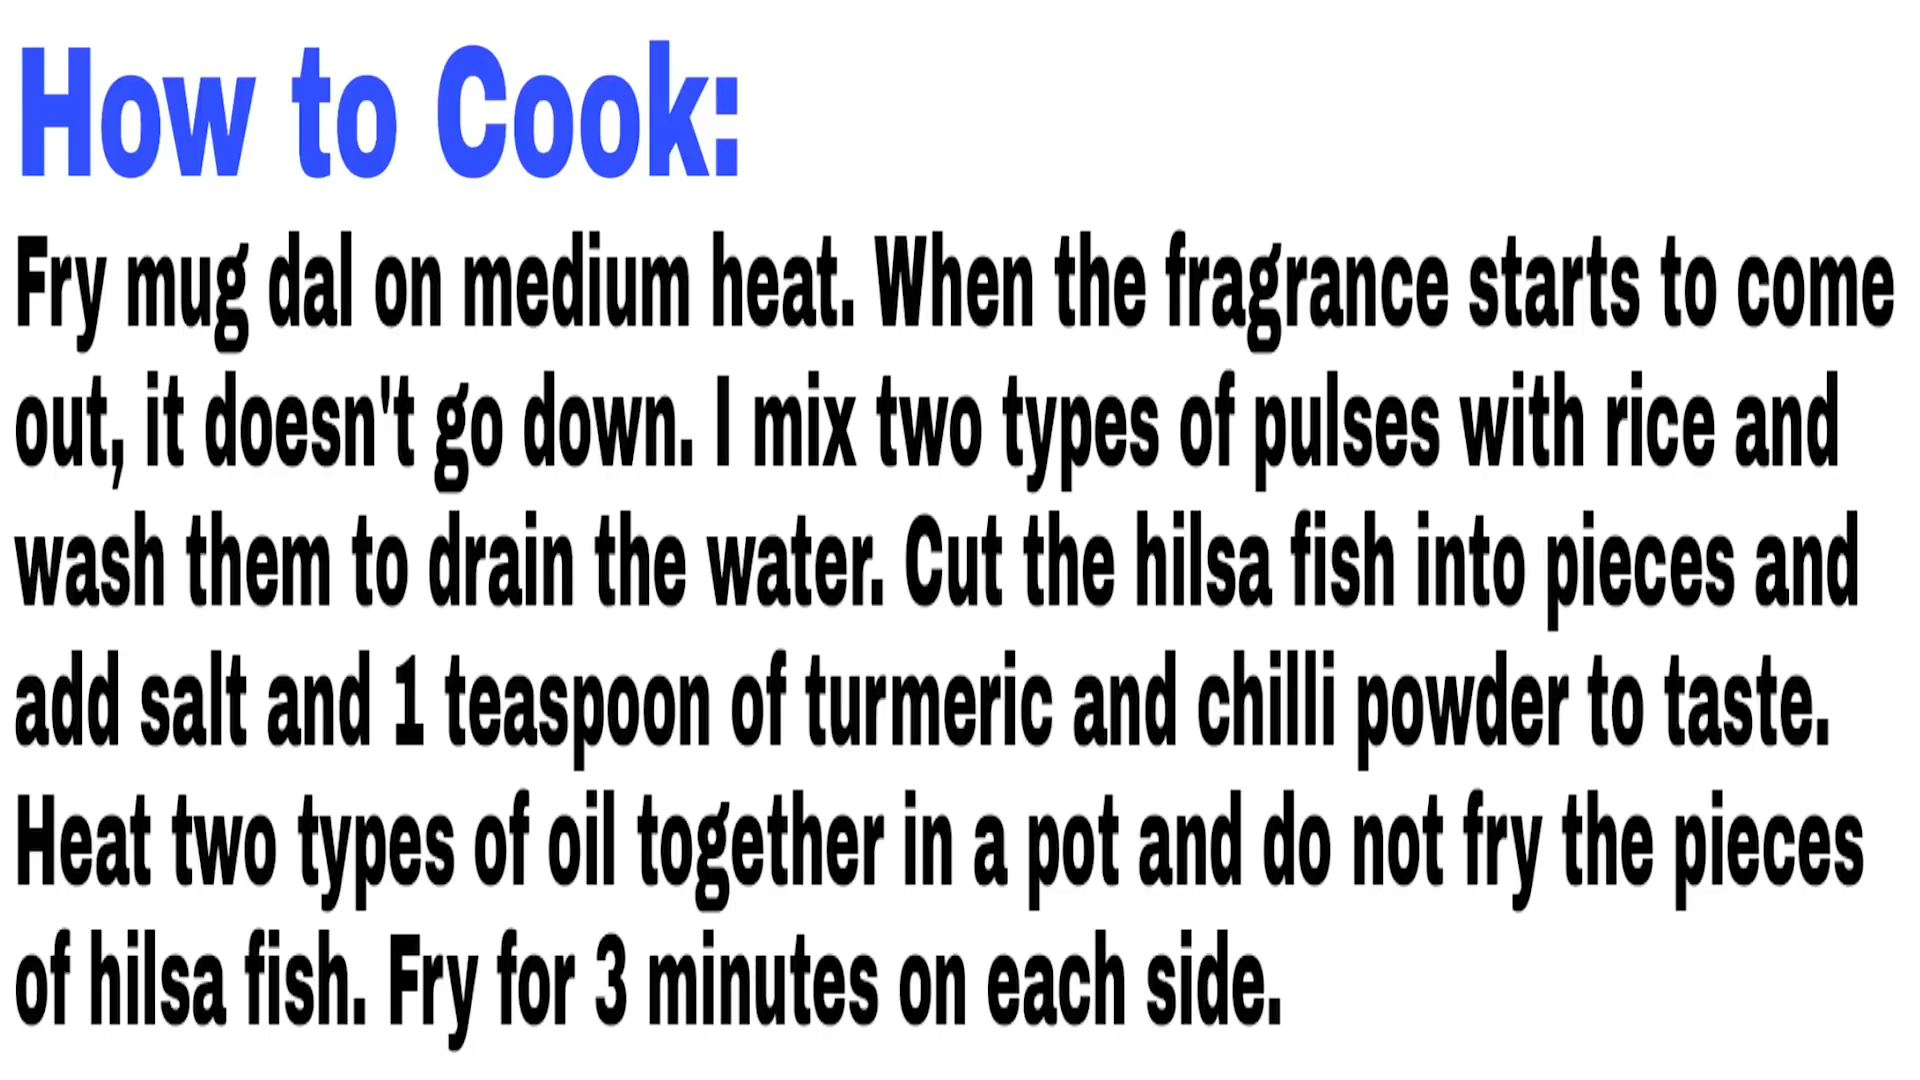 How to Cook:
Fry mug dal on medium heat. When the fragrance starts to come
out, it doesn't go down. I mix two types of pulses with rice and
wash them to drain the water. Cut the hilsa fish into pieces and
add salt and 1 teaspoon of turmeric and chilli powder to taste.
Heat two types of oil together in a pot and do not fry the pieces
of hilsa fish. Fry for 3 minutes on each side.